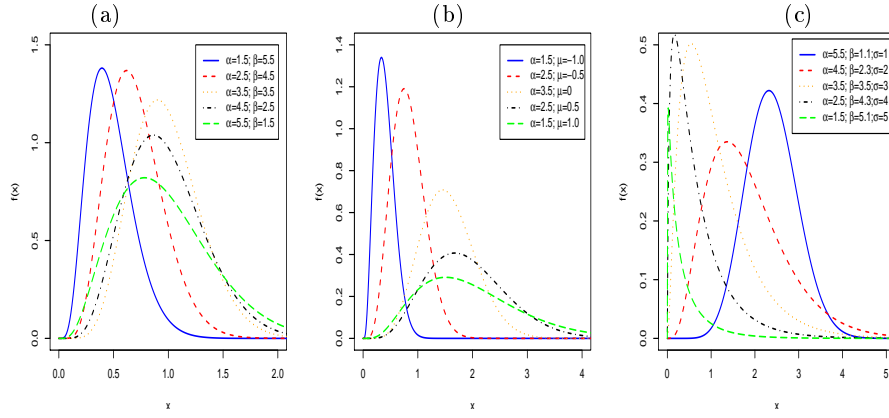 (a)
(b)
(c)
f(x)
1.5
1.0
0.5
0.0
α=1.5; β=5.5
α=2.5; β=4.5
α=3.5; β=3.5
α=4.5; β=2.5
α=5.5; β=1.5
0.0 0.5 1.0 1.5 2.0
x
f(x)
1.4
1.2
1.0
0.8
0.6
0.4
0.2
0.0
α=1.5; μ=−1.0
α=2.5; μ=−0.5
α=3.5; μ=0
α=2.5; μ=0.5
α=1.5; μ=1.0
0 1 2 3 4
x
f(x)
0.5
0.4
0.3
0.2
0.1
0.0
α=5.5; β=1.1;σ=1
α=4.5; β=2.3;σ=2
α=3.5; β=3.5;σ=3
α=2.5; β=4.3;σ=4
α=1.5; β=5.1;σ=5
0 1 2 3 4 5
x